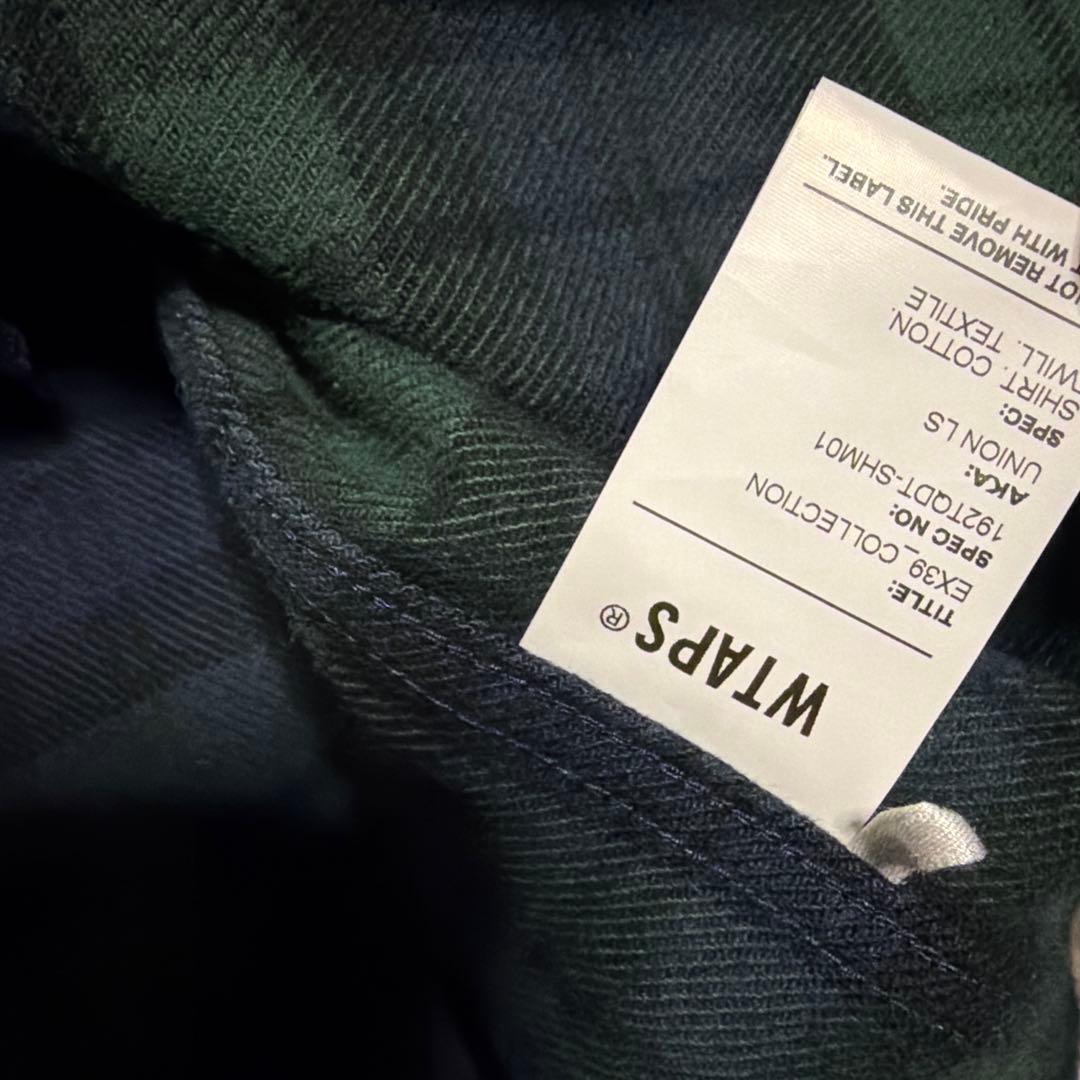 WTAPS®
TITLE:
EX39_COLLECTION
SPEC NO:
192TQDT-SHM01
AKA:
UNION LS
SPEC:
SHIRT. COTTON.
WILL. TEXTILE
NOT REMOVE THIS LABEL.
WITH PRIDE.